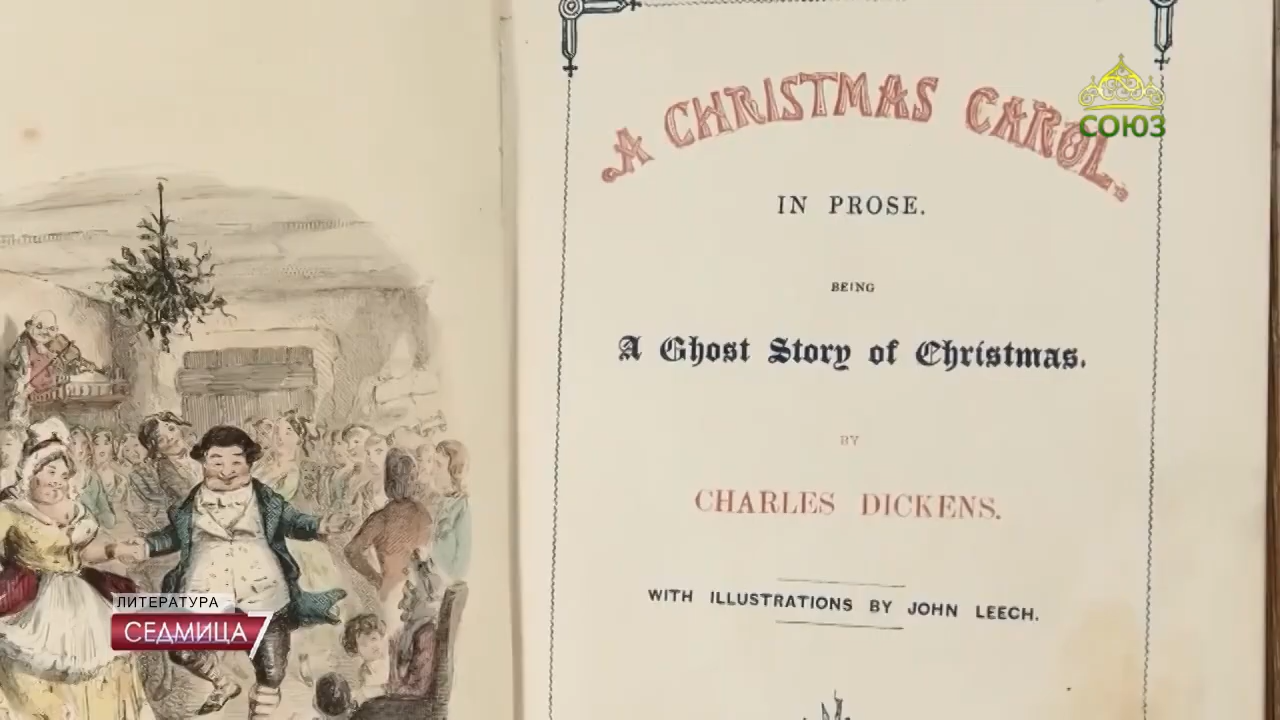 A CHRISTMAS CAROL.
СОЮЗ
IN PROSE.
BEING
A Ghost Story of Christmas.
BY
CHARLES DICKENS.
WITH ILLUSTRATIONS BY JOHN LEECH.
ЛИТЕРАТУРА
СЕДМИЦА